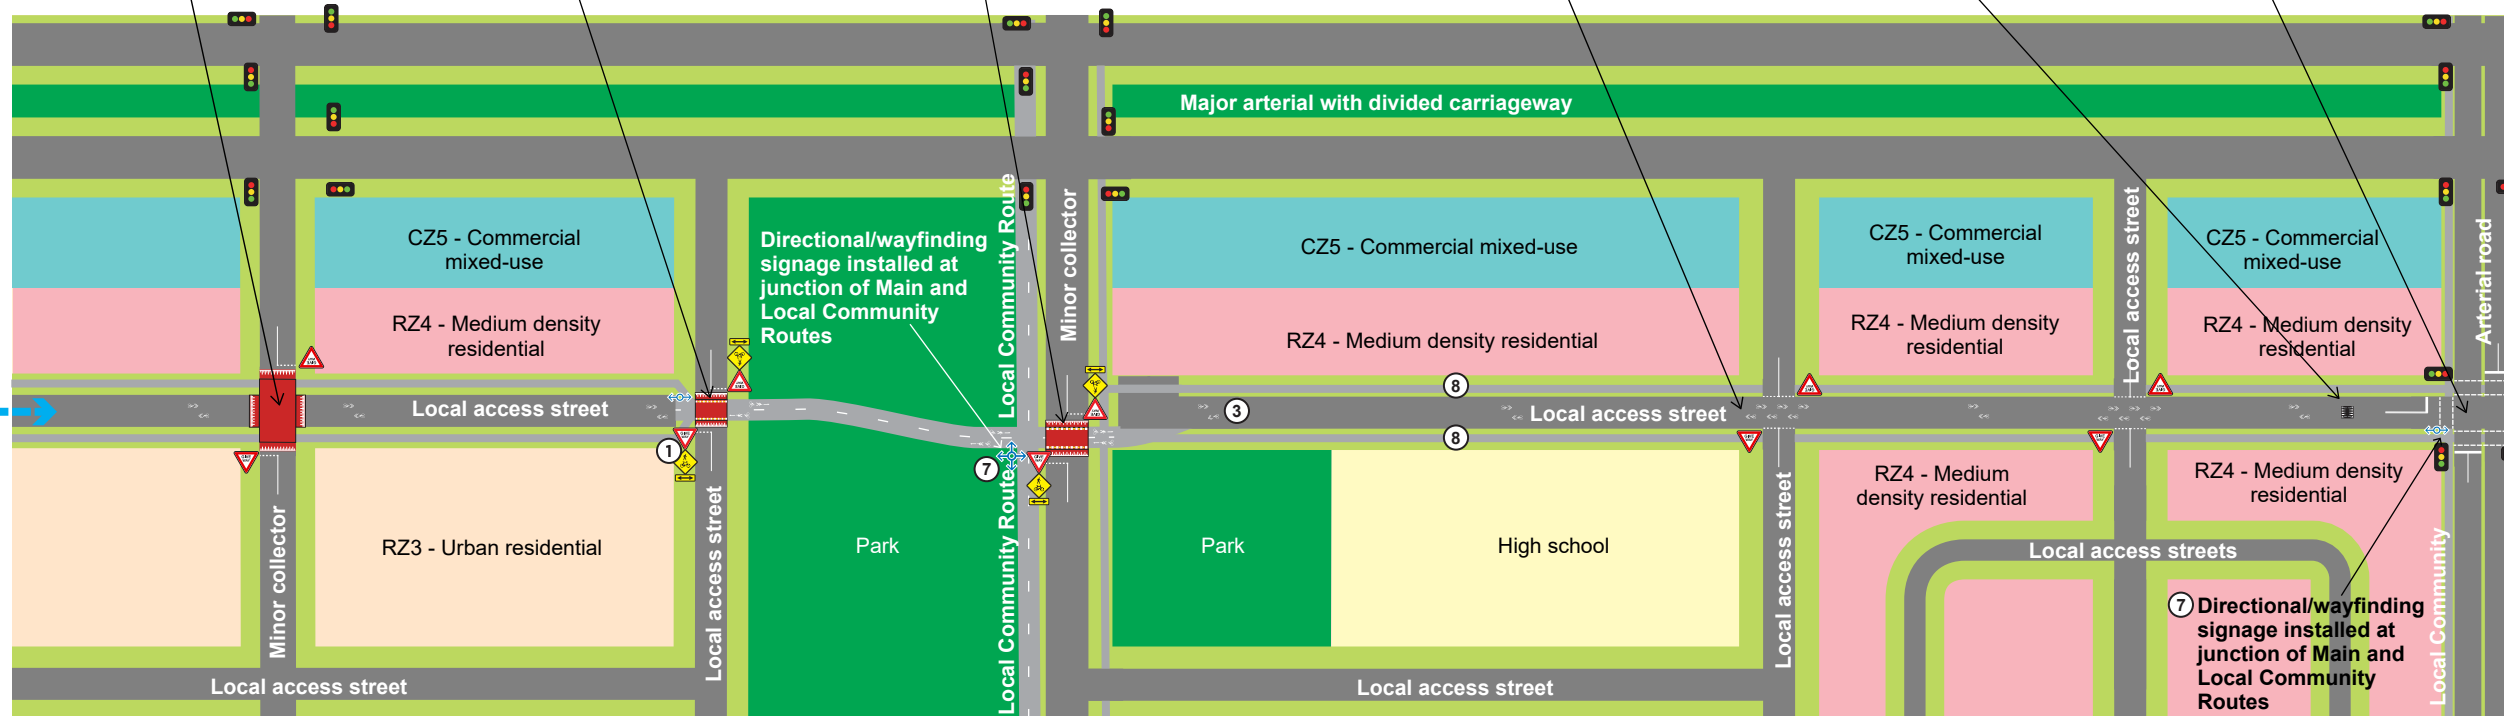 Major arterial with divided carriageway
CZ5 - Commercial
mixed-use
RZ4 - Medium density
residential
Directional/wayfinding
signage installed at
junction of Main and
Local Community
Routes
Local Community Route
Minor collector
CZ5 - Commercial mixed-use
RZ4 - Medium density residential
CZ5 - Commercial
mixed-use
RZ4 - Medium density
residential
Local access street
CZ5 - Commercial
mixed-use
RZ4 - Medium density
residential
Arterial road
Local access street
8
3
Local access street
8
1
7
Minor collector
RZ3 - Urban residential
Local access street
Park
Local Community Route
Park
High school
Local access street
RZ4 - Medium
density residential
RZ4 - Medium density
residential
Local access streets
7
Directional/wayfinding
signage installed at
junction of Main and
Local Community
Routes
Local Community
Local access street
Local access street